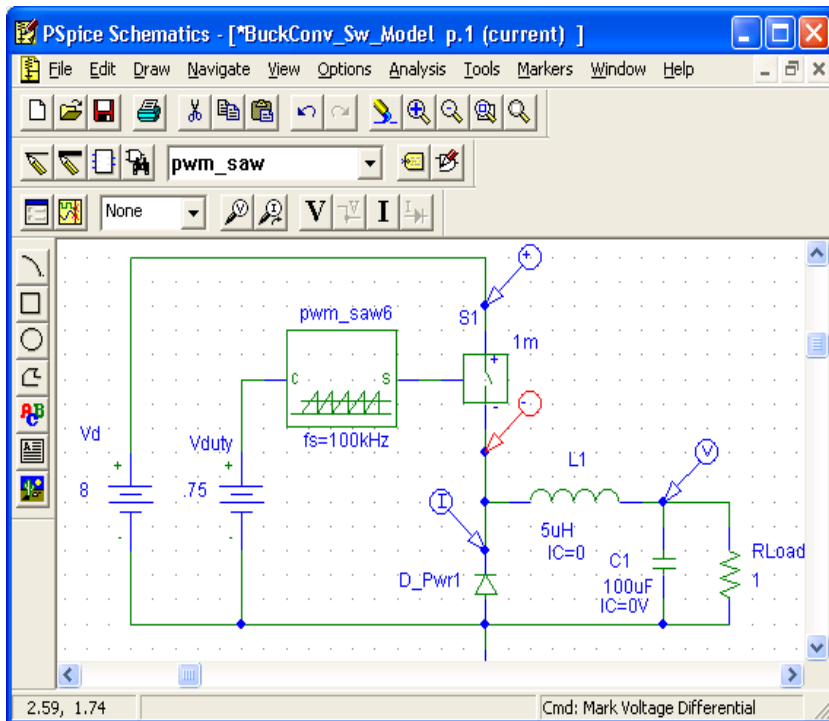 PSpice Schematics - [*BuckConv_Sw_Model p.1 (current) ]
File Edit Draw Navigate View Options Analysis Tools Markers Window Help
pwm_saw
None
V
V
I
I
ABC
+
S1
pwm_saw6
1m
C S
+
-
-
fs=100kHz
Vd
Vduty
+
+
8
.75
-
-
L1
V
I
5uH
IC=0
C1
RLoad
D_Pwr1
100uF
1
IC=0V
2.59, 1.74
Cmd: Mark Voltage Differential